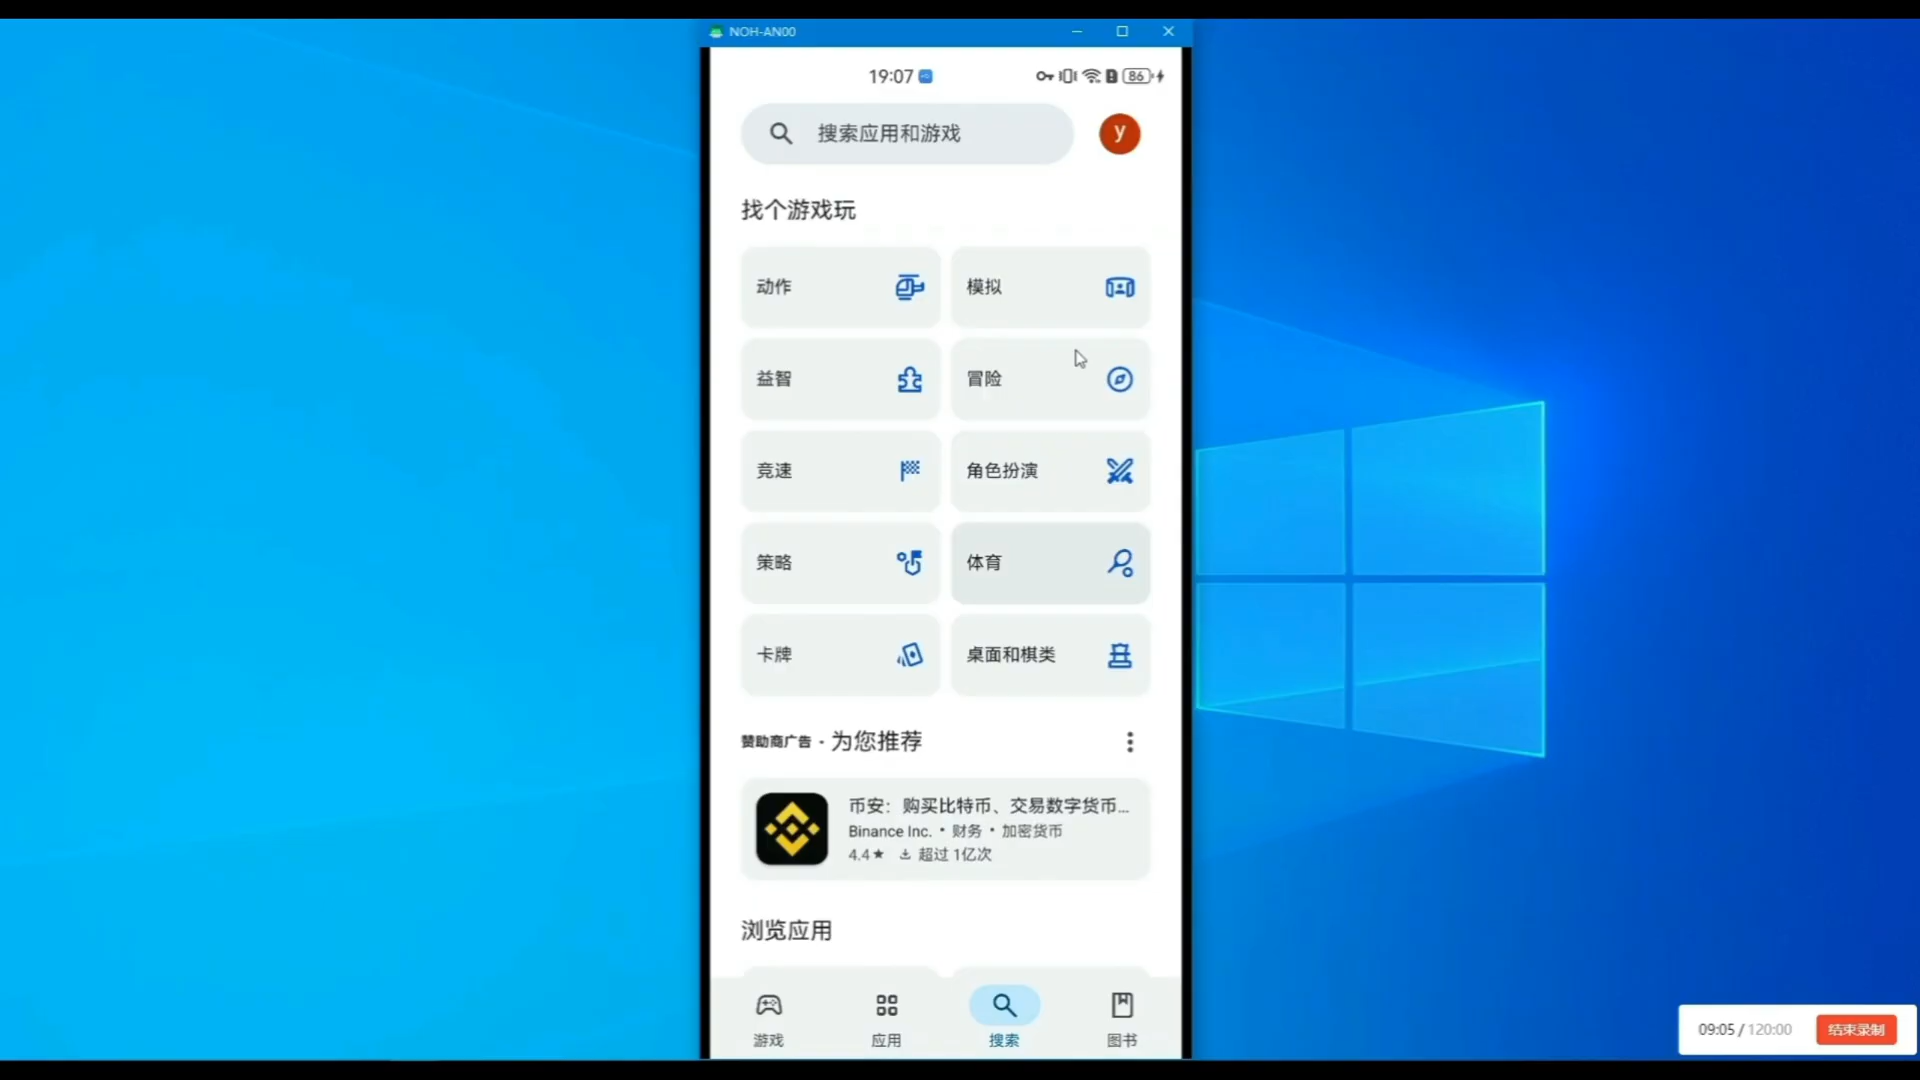 NOH-AN00
19:07
86
搜索应用和游戏
y
找个游戏玩
动作
模拟
益智
冒险
竞速
角色扮演
策略
体育
卡牌
桌面和棋类
赞助商广告 · 为您推荐
币安：购买比特币、交易数字货币...
Binance Inc. • 财务 • 加密货币
4.4★ 超过 1亿次
浏览应用
游戏
应用
搜索
图书
09:05 / 120:00
结束录制